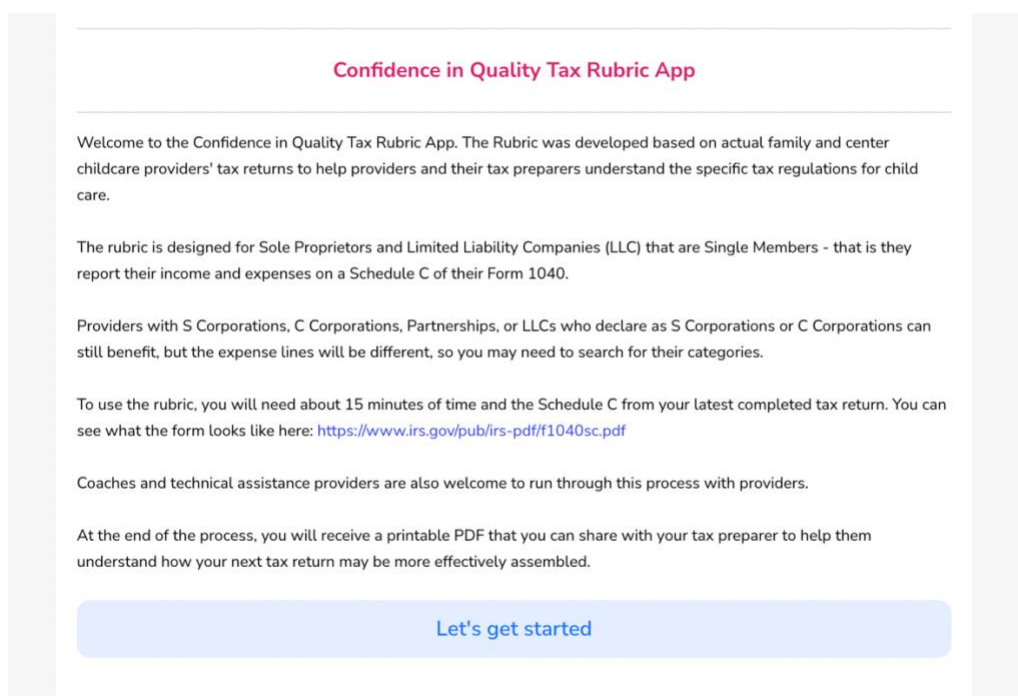 Confidence in Quality Tax Rubric App
Welcome to the Confidence in Quality Tax Rubric App. The Rubric was developed based on actual family and center
childcare providers' tax returns to help providers and their tax preparers understand the specific tax regulations for child
care.
The rubric is designed for Sole Proprietors and Limited Liability Companies (LLC) that are Single Members - that is they
report their income and expenses on a Schedule C of their Form 1040.
Providers with S Corporations, C Corporations, Partnerships, or LLCs who declare as S Corporations or C Corporations can
still benefit, but the expense lines will be different, so you may need to search for their categories.
To use the rubric, you will need about 15 minutes of time and the Schedule C from your latest completed tax return. You can
see what the form looks like here: https://www.irs.gov/pub/irs-pdf/f1040sc.pdf
Coaches and technical assistance providers are also welcome to run through this process with providers.
At the end of the process, you will receive a printable PDF that you can share with your tax preparer to help them
understand how your next tax return may be more effectively assembled.
Let's get started